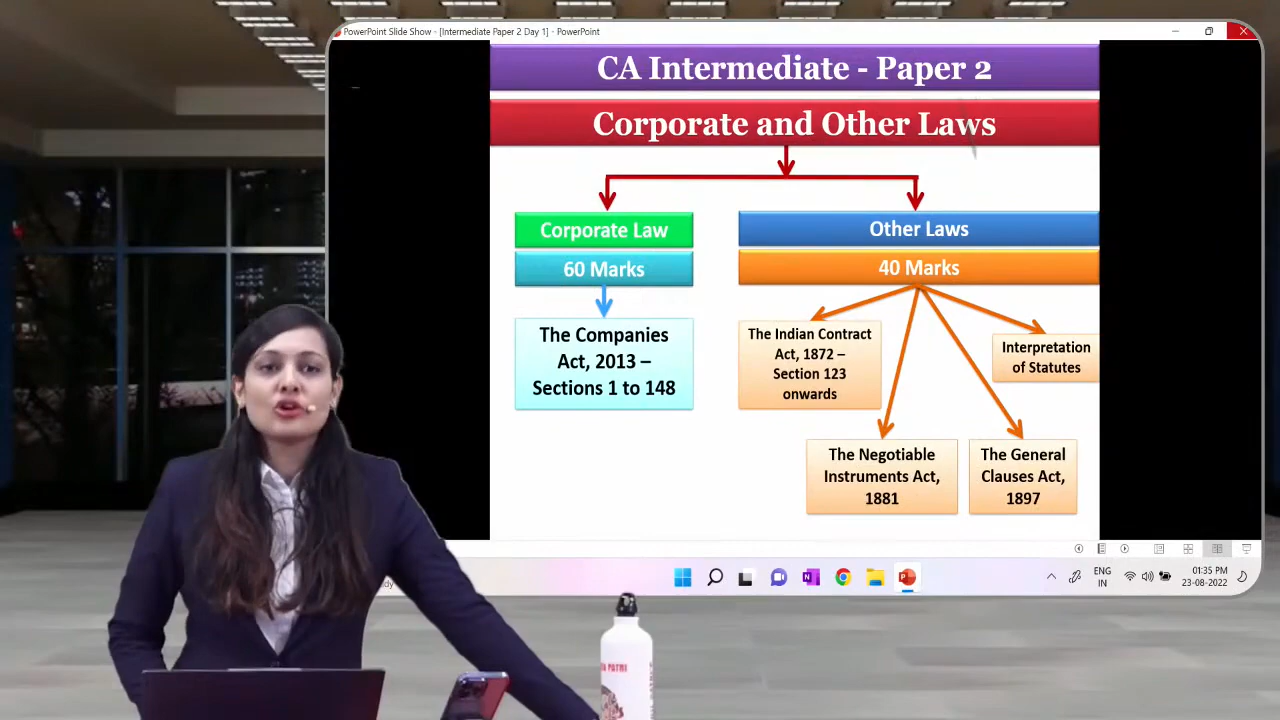 PowerPoint Slide Show - [Intermediate Paper 2 Day 1] - PowerPoint
CA Intermediate - Paper 2
Corporate and Other Laws
Corporate Law
60 Marks
The Companies
Act, 2013 –
Sections 1 to 148
Other Laws
40 Marks
The Indian Contract
Act, 1872 –
Section 123
onwards
Interpretation
of Statutes
The Negotiable
Instruments Act,
1881
The General
Clauses Act,
1897
ENG
IN
01:35 PM
23-08-2022
PATRI